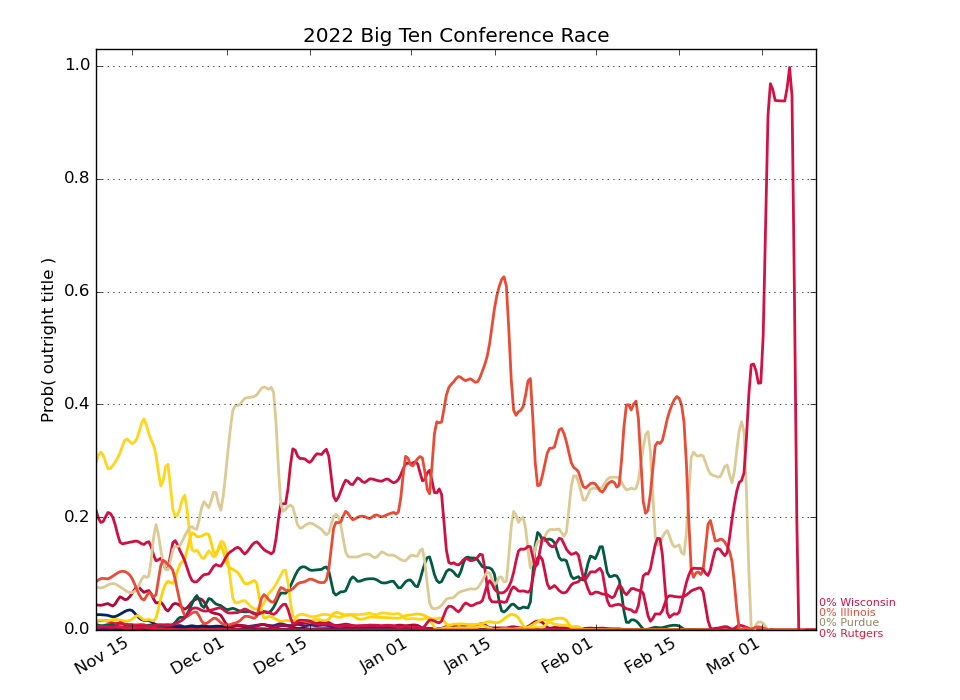 2022 Big Ten Conference Race
Prob( outright title )
1.0
0.8
0.6
0.4
0.2
0.0
Nov 15
Dec 01
Dec 15
Jan 01
Jan 15
Feb 01
Feb 15
Mar 01
0% Wisconsin
0% Illinois
0% Purdue
0% Rutgers